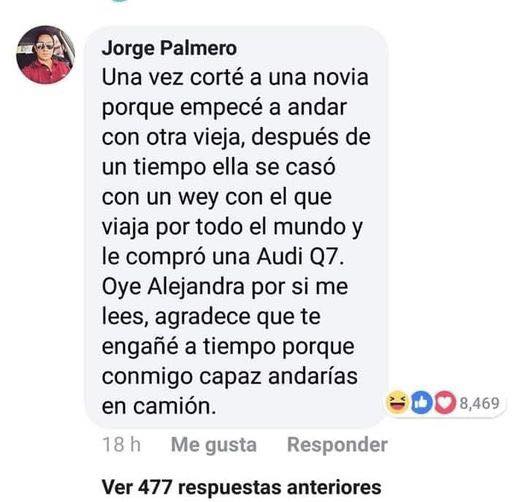 Jorge Palmero
Una vez corté a una novia
porque empecé a andar
con otra vieja, después de
un tiempo ella se casó
con un wey con el que
viaja por todo el mundo y
le compró una Audi Q7.
Oye Alejandra por si me
lees, agradece que te
engañé a tiempo porque
conmigo capaz andarías
en camión.
8,469
18 h Me gusta Responder
Ver 477 respuestas anteriores